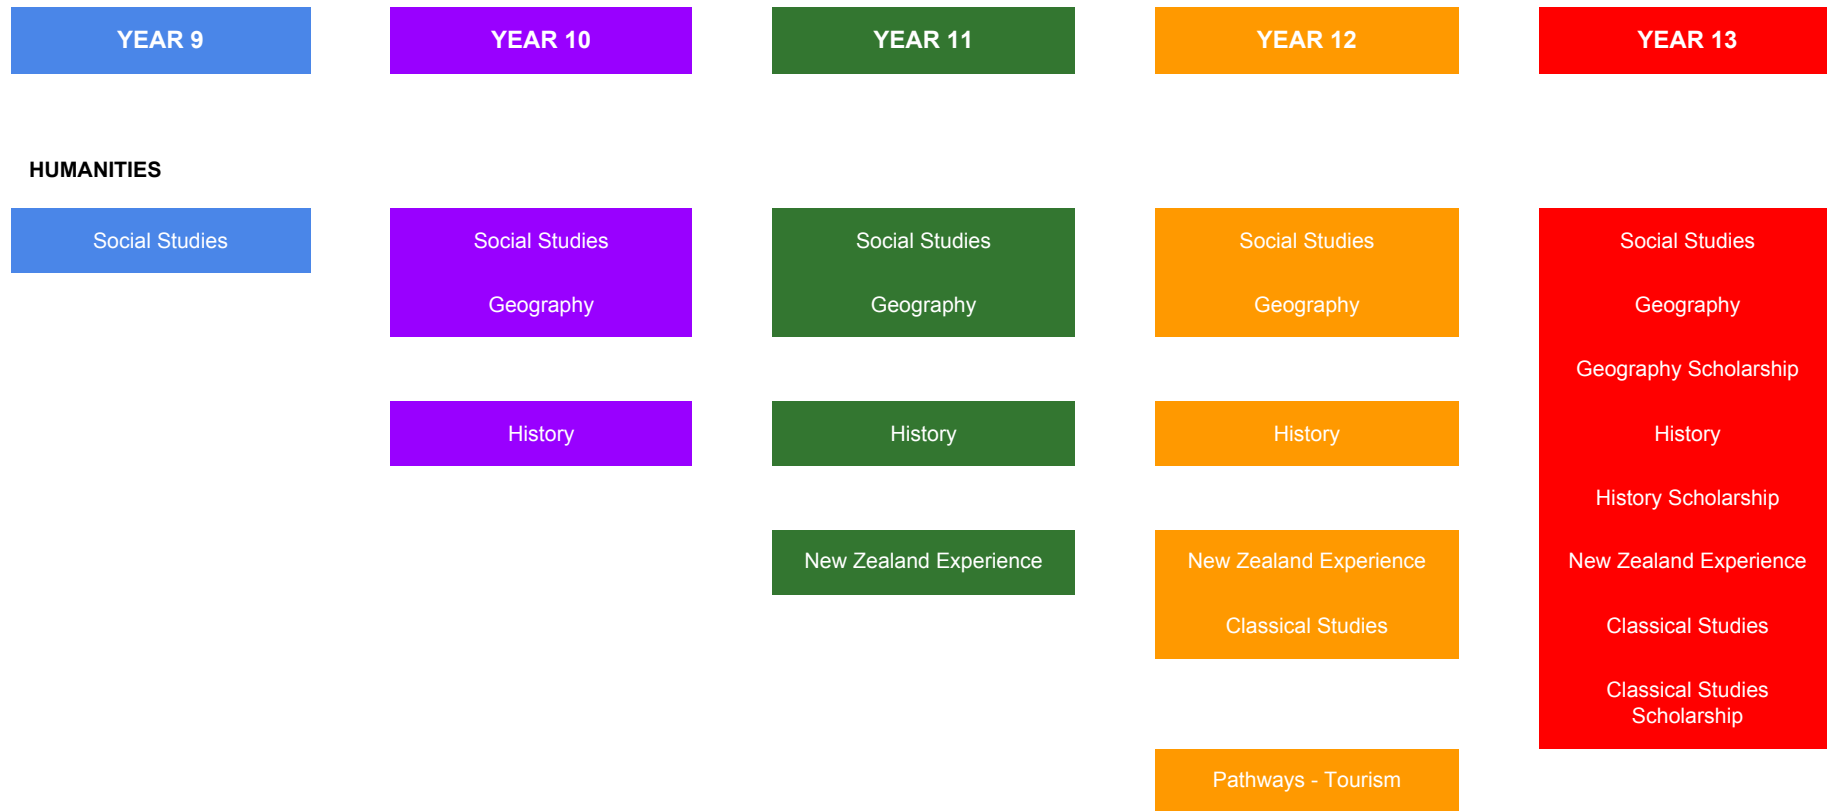 YEAR 9 YEAR 10 YEAR 11 YEAR 12 YEAR 13
HUMANITIES
Social Studies Social Studies Social Studies Social Studies Social Studies
Geography Geography Geography Geography
Geography Scholarship
History History History History
History Scholarship
New Zealand Experience New Zealand Experience New Zealand Experience
Classical Studies Classical Studies
Classical Studies
Scholarship
Pathways - Tourism